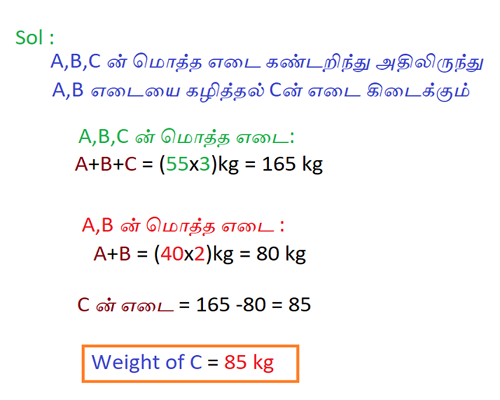 Sol :
A,B,C ன் மொத்த எடை கண்டறிந்து அதிலிருந்து
A,B எடையை கழித்தல் Cன் எடை கிடைக்கும்
A,B,C ன் மொத்த எடை:
A+B+C = (55x3)kg = 165 kg
A,B ன் மொத்த எடை :
A+B = (40x2)kg = 80 kg
C ன் எடை = 165 -80 = 85
Weight of C = 85 kg